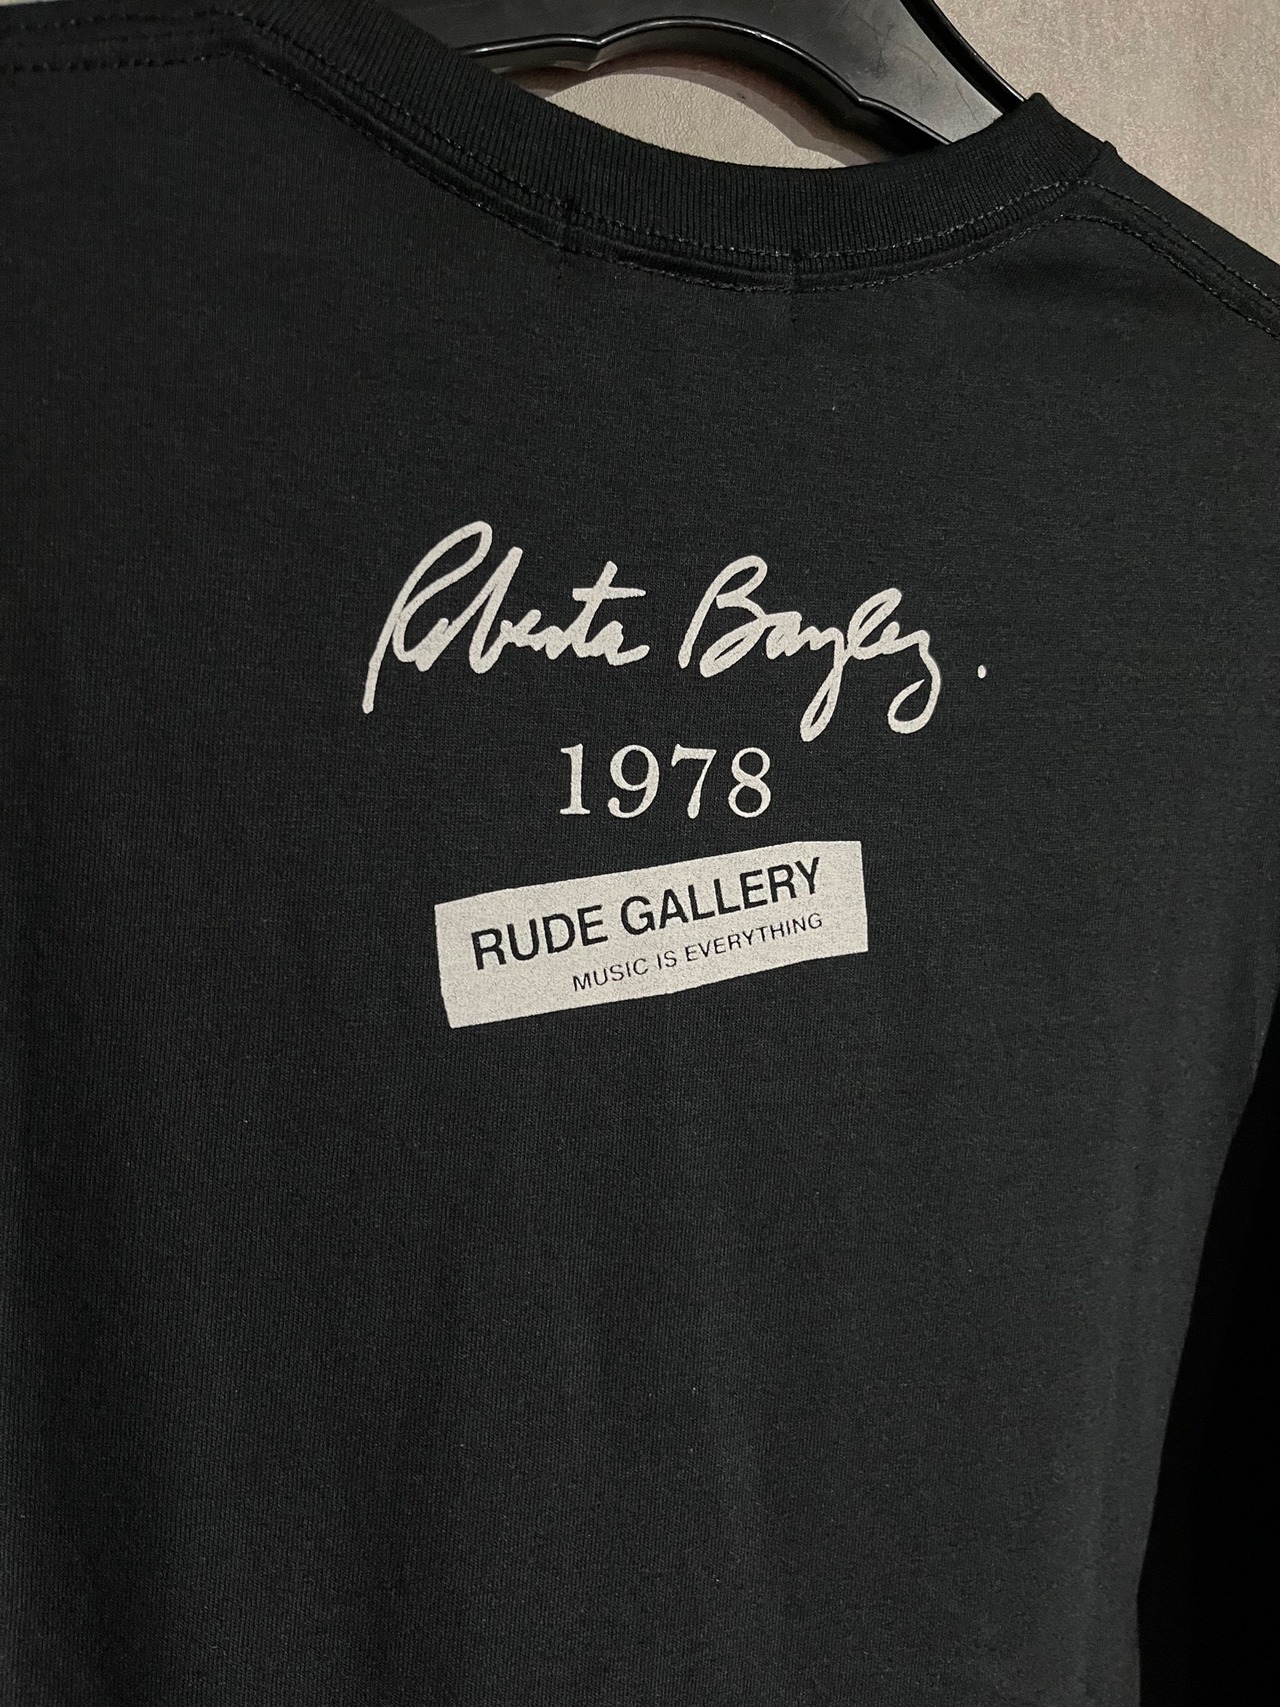 Roberta Bayley.
1978
RUDE GALLERY
MUSIC IS EVERYTHING